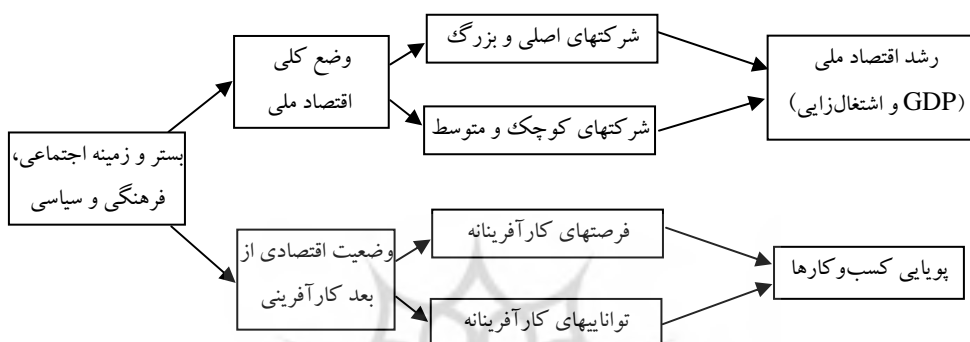 بستر و زمینه اجتماعی،
فرهنگی و سیاسی
وضع کلی
اقتصاد ملی
شرکتهای اصلی و بزرگ
شرکتهای کوچک و متوسط
رشد اقتصاد ملی
(GDP و اشتغال‌زایی)
وضعیت اقتصادی از
بعد کارآفرینی
فرصتهای کارآفرینانه
تواناییهای کارآفرینانه
پویایی کسب‌وکارها